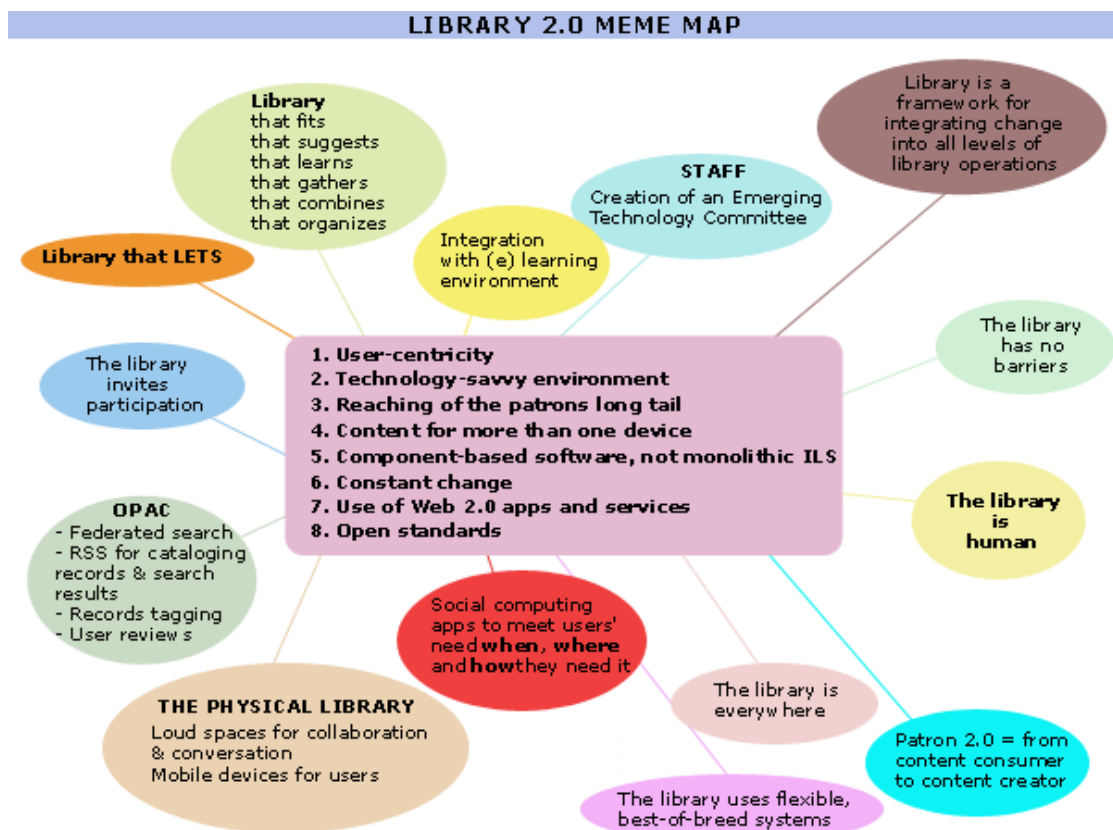 LIBRARY 2.0 MEME MAP
Library
that fits
that suggests
that learns
that gathers
that combines
that organizes
Library is a
framework for
integrating change
into all levels of
library operations
STAFF
Creation of an Emerging
Technology Committee
Integration
with (e) learning
environment
Library that LETS
The library
invites
participation
The library
has no
barriers
1. User-centricity
2. Technology-savvy environment
3. Reaching of the patrons long tail
4. Content for more than one device
5. Component-based software, not monolithic ILS
6. Constant change
7. Use of Web 2.0 apps and services
8. Open standards
The library
is
human
OPAC
- Federated search
- RSS for cataloging
records & search
results
- Records tagging
- User reviews
Social computing
apps to meet users'
need when, where
and how they need it
THE PHYSICAL LIBRARY
Loud spaces for collaboration
& conversation
Mobile devices for users
The library is
everywhere
Patron 2.0 = from
content consumer
to content creator
The library uses flexible,
best-of-breed systems